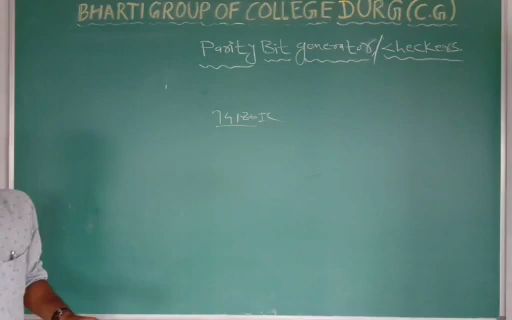 BHARTI GROUP OF COLLEGE DURG (C.G)
Parity Bit generator/checkers